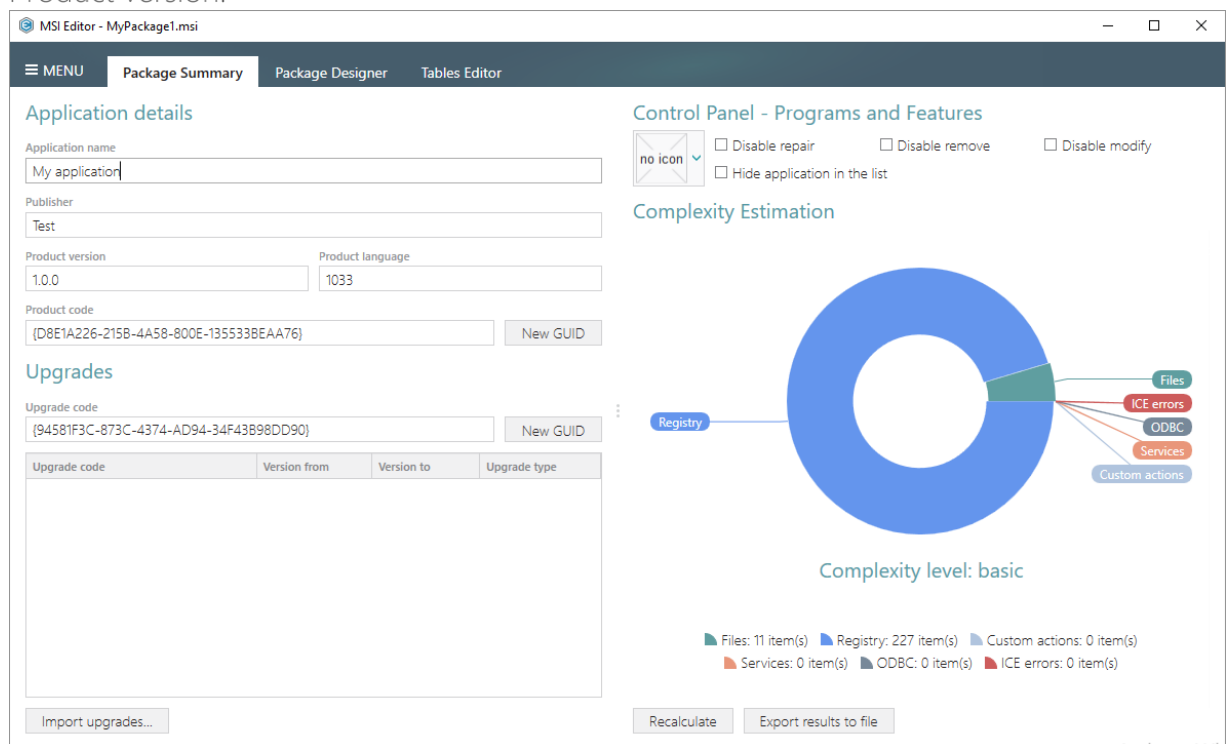 MSI Editor - MyPackage1.msi
MENU Package Summary Package Designer Tables Editor
Application details
Application name
My application
Publisher
Test
Product version Product language
1.0.0 1033
Product code
{D8E1A226-215B-4A58-800E-135533BEAA76} New GUID
Upgrades
Upgrade code
{94581F3C-873C-4374-AD94-34F43B98DD90} New GUID
Upgrade code Version from Version to Upgrade type
Import upgrades...
Control Panel - Programs and Features
no icon Disable repair Disable remove Disable modify
Hide application in the list
Complexity Estimation
Files
ICE errors
Registry ODBC
Services
Custom actions
Complexity level: basic
Files: 11 item(s) Registry: 227 item(s) Custom actions: 0 item(s)
Services: 0 item(s) ODBC: 0 item(s) ICE errors: 0 item(s)
Recalculate Export results to file